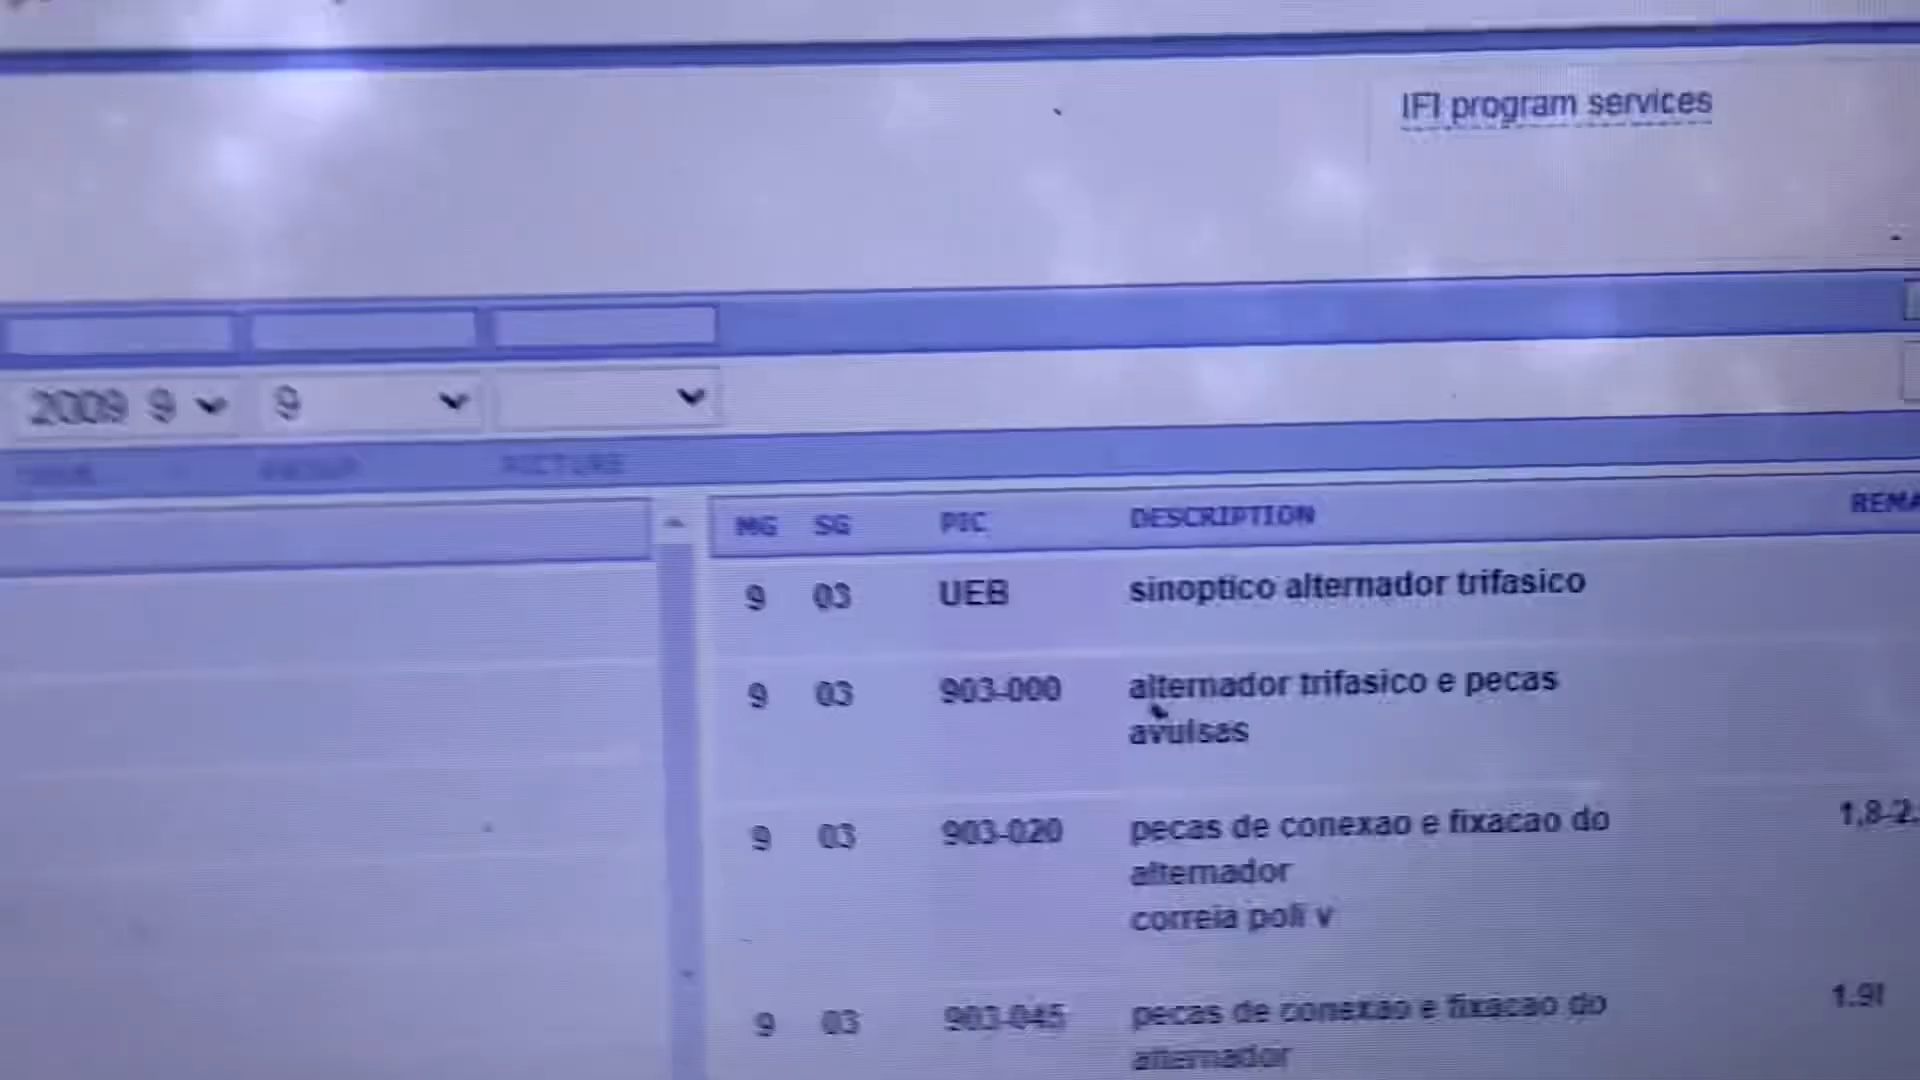 IFI program services
2009 9
9
PICTURE
MG SG PIC DESCRIPTION REMA
9 03 UEB sinoptico alternador trifasico
9 03 903-000 alternador trifasico e pecas
avulsas
9 03 903-020 pecas de conexao e fixacao do 1,8-2,
alternador
correia poli v
9 03 903-045 pecas de conexao e fixacao do 1.9l
alternador